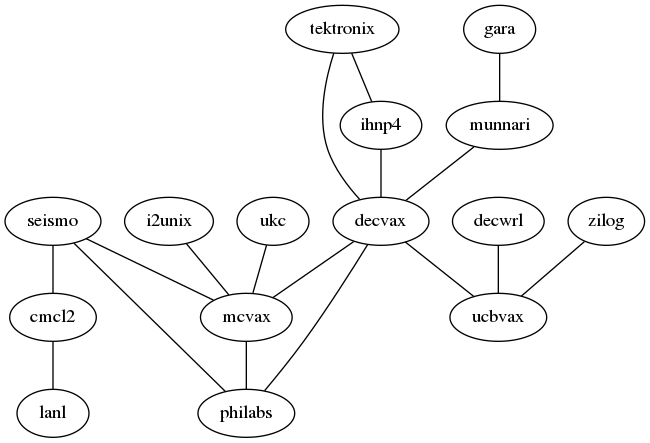 tektronix
gara
ihnp4
munnari
seismo
i2unix
ukc
decvax
decwrl
zilog
cmcl2
mcvax
ucbvax
lanl
philabs